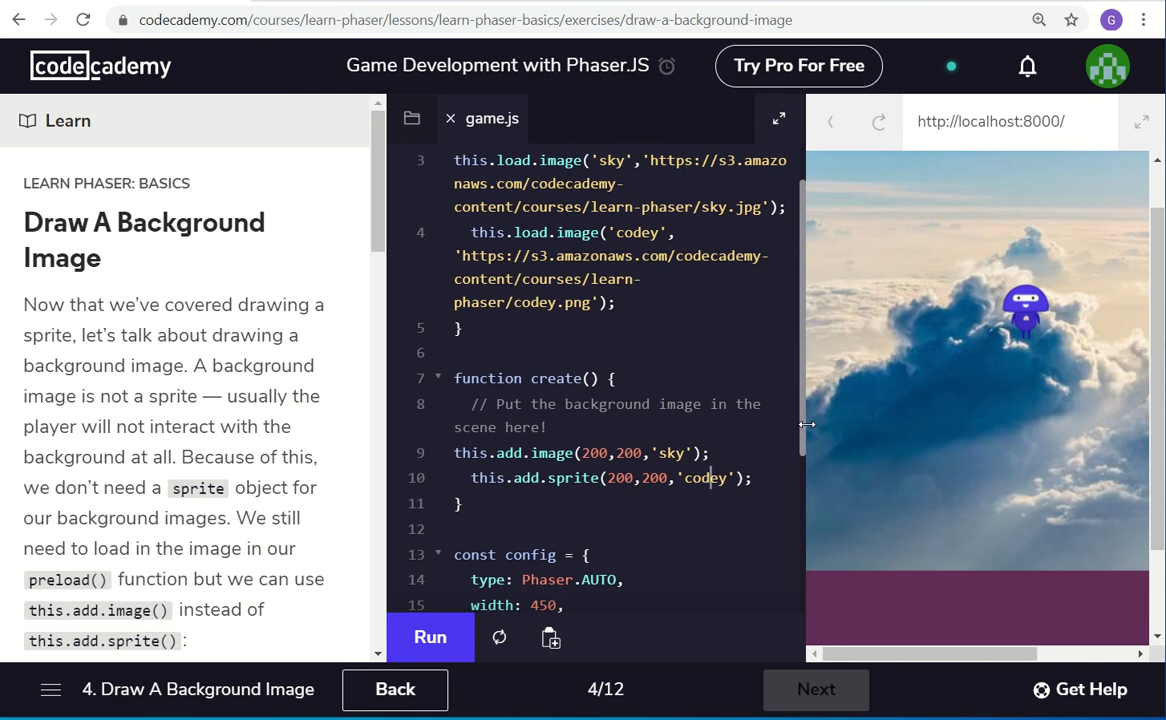 codecademy.com/courses/learn-phaser/lessons/learn-phaser-basics/exercises/draw-a-background-image
G
code|cademy
Game Development with Phaser.JS
Try Pro For Free
Learn
LEARN PHASER: BASICS
Draw A Background
Image
Now that we’ve covered drawing a
sprite, let’s talk about drawing a
background image. A background
image is not a sprite — usually the
player will not interact with the
background at all. Because of this,
we don’t need a sprite object for
our background images. We still
need to load in the image in our
preload() function but we can use
this.add.image() instead of
this.add.sprite():
game.js
3 this.load.image('sky','https://s3.amazo
naws.com/codecademy-
content/courses/learn-phaser/sky.jpg');
4 this.load.image('codey',
'https://s3.amazonaws.com/codecademy-
content/courses/learn-
phaser/codey.png');
5 }
6
7 function create() {
8 // Put the background image in the
scene here!
9 this.add.image(200,200,'sky');
10 this.add.sprite(200,200,'codey');
11 }
12
13 const config = {
14 type: Phaser.AUTO,
15 width: 450,
Run
http://localhost:8000/
4. Draw A Background Image
Back
4/12
Next
Get Help